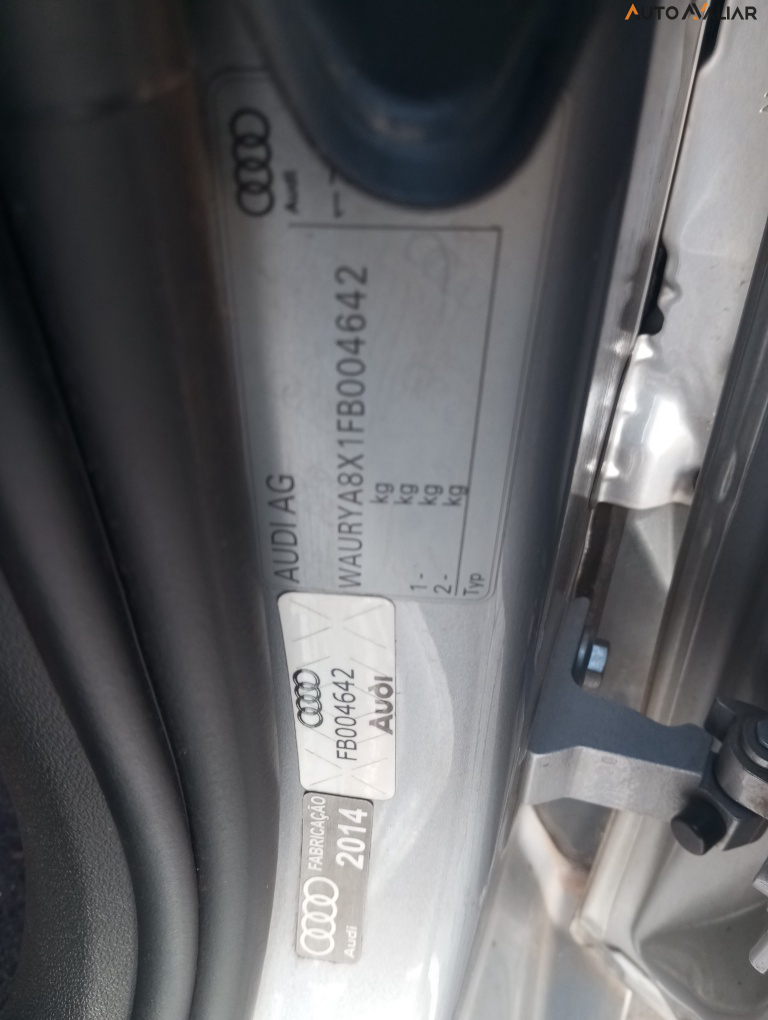 AUTO AVALIAR
Audi
AUDI AG
WAURYA8X1FB004642
kg
kg
1 - kg
2 - kg
Typ
FB004642
Audi
FABRICAÇÃO
2014
Audi